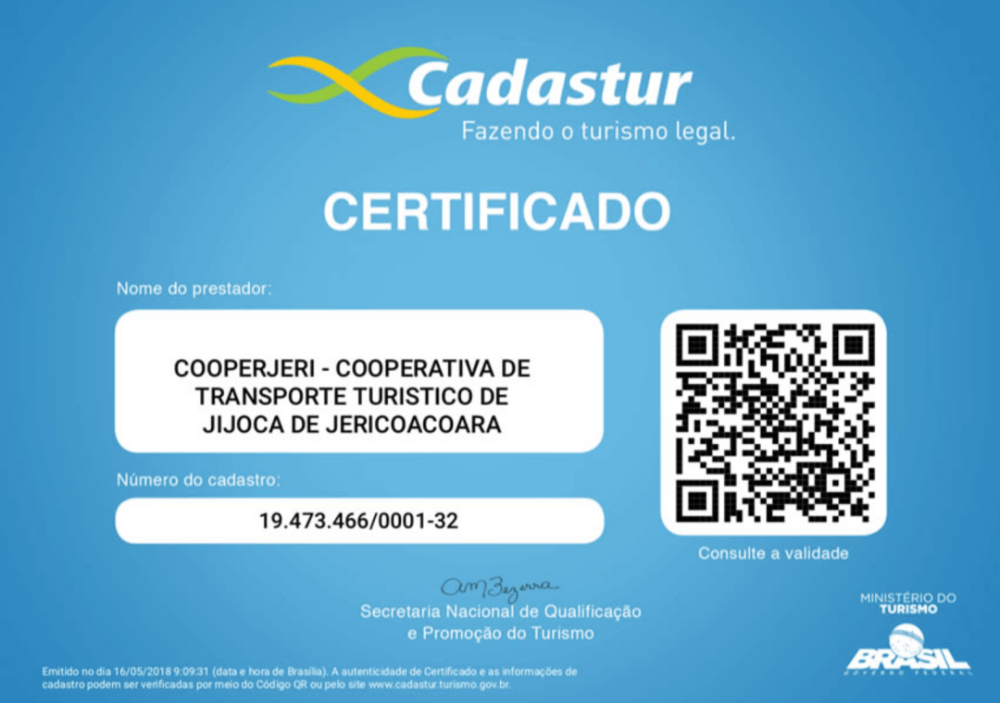 Cadastur
Fazendo o turismo legal.
CERTIFICADO
Nome do prestador:
COOPERJERI - COOPERATIVA DE
TRANSPORTE TURISTICO DE
JIJOCA DE JERICOACOARA
Número do cadastro:
19.473.466/0001-32
Consulte a validade
AMBezerra
Secretaria Nacional de Qualificação
e Promoção do Turismo
MINISTÉRIO DO
TURISMO
BRASIL
GOVERNO FEDERAL
Emitido no dia 16/05/2018 9:09:31 (data e hora de Brasília). A autenticidade de Certificado e as informações de
cadastro podem ser verificadas por meio do Código QR ou pelo site www.cadastur.turismo.gov.br.